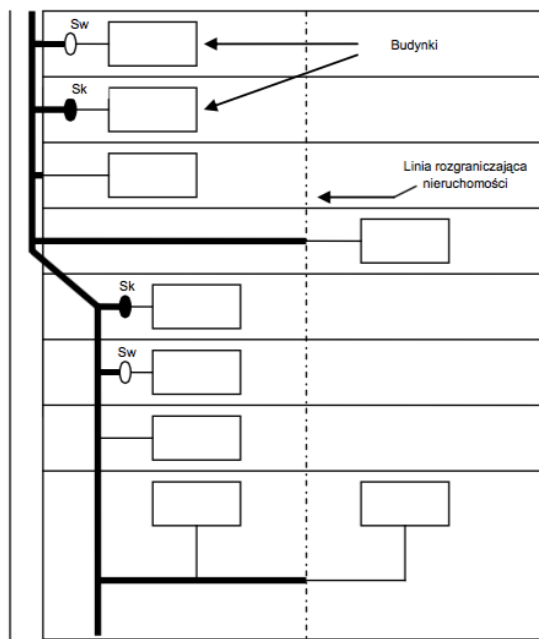 Sw
Budynki
Sk
Linia rozgraniczająca
nieruchomości
Sk
Sw